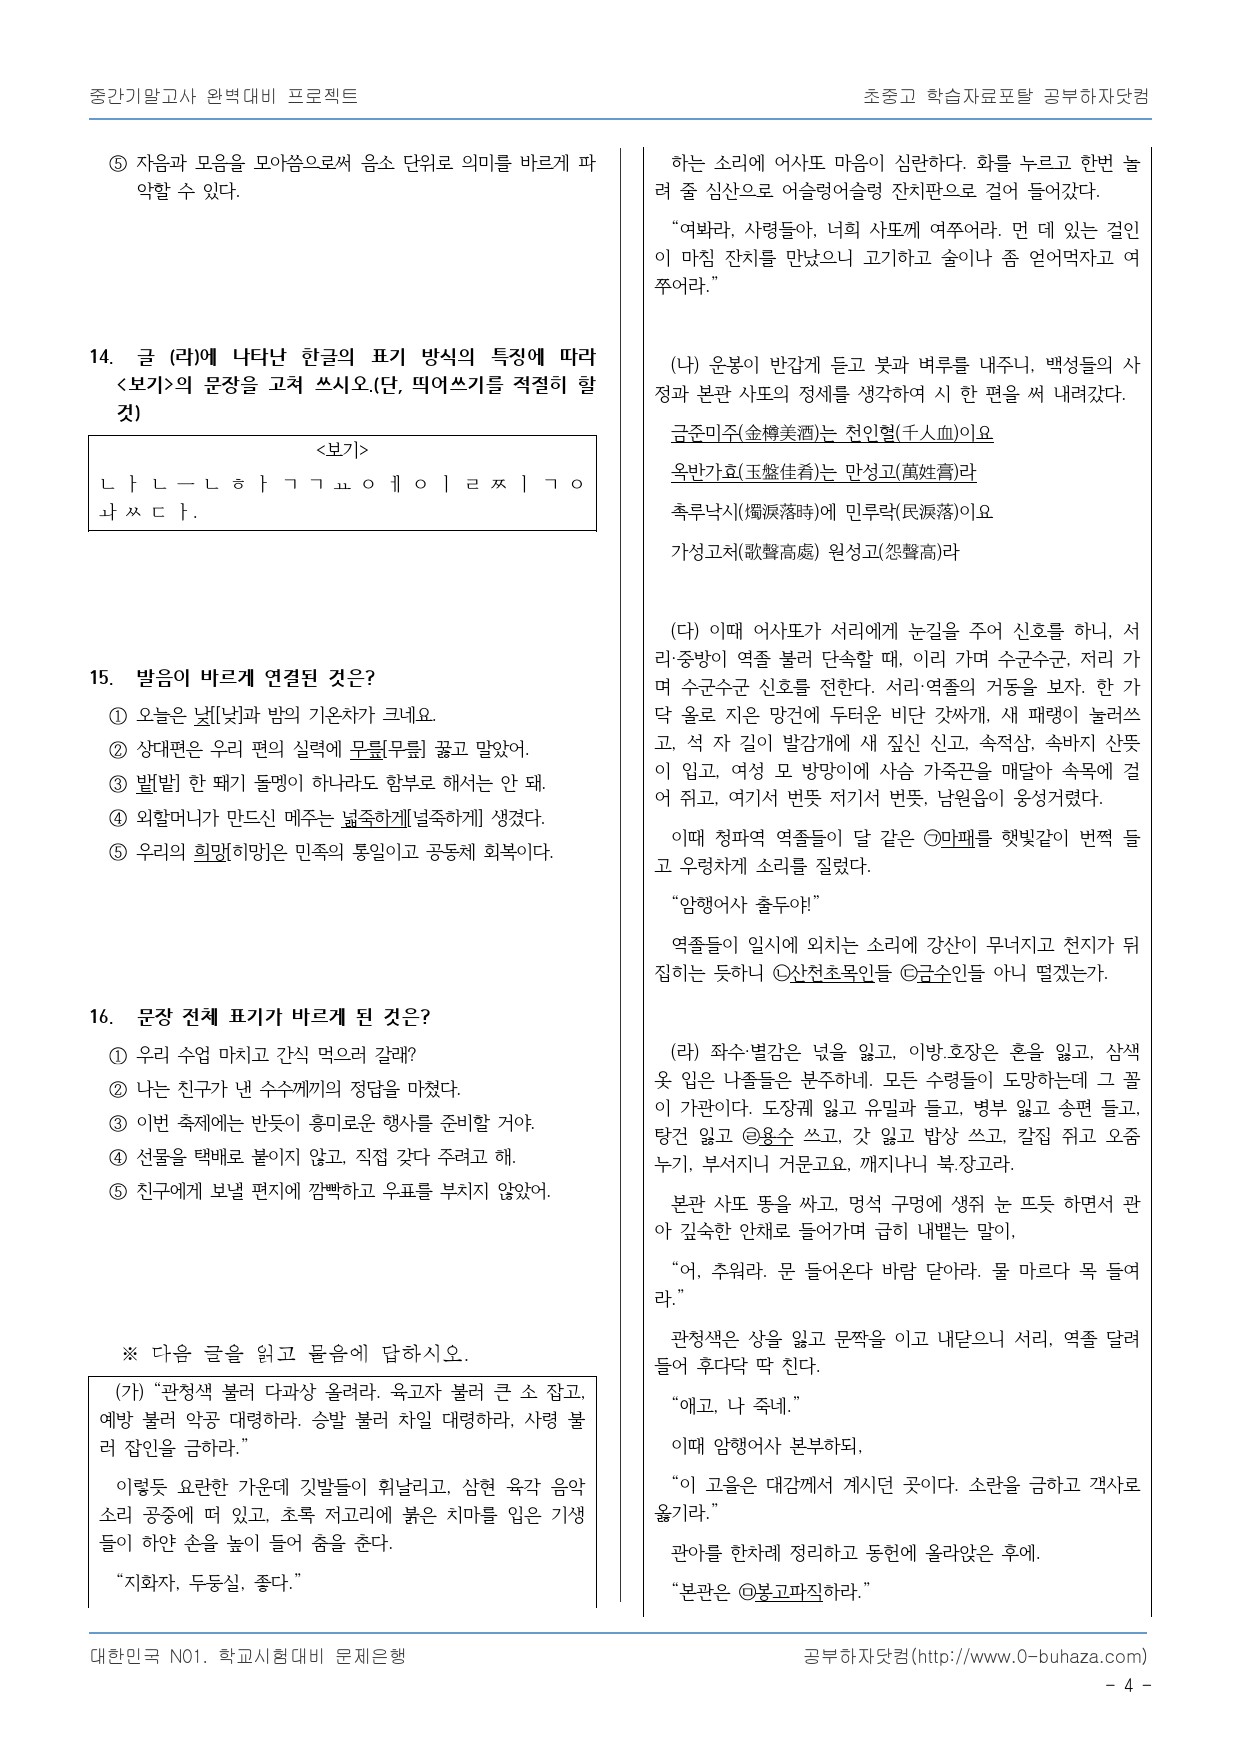 중간기말고사 완벽대비 프로젝트
초중고 학습자료포탈 공부하자닷컴
⑤ 자음과 모음을 모아씀으로써 음소 단위로 의미를 바르게 파
악할 수 있다.
14. 글 (라)에 나타난 한글의 표기 방식의 특징에 따라
<보기>의 문장을 고쳐 쓰시오.(단, 띄어쓰기를 적절히 할
것)
<보기>
ㄴ ㅏ ㄴ ㅡ ㄴ ㅎ ㅏ ㄱ ㄱ ㅛ ㅇ ㅔ ㅇ ㅣ ㄹ ㅉ ㅣ ㄱ ㅇ
ㅘ ㅆ ㄷ ㅏ.
15. 발음이 바르게 연결된 것은?
① 오늘은 낮[[낮]과 밤의 기온차가 크네요.
② 상대편은 우리 편의 실력에 무릎[무릎] 꿇고 말았어.
③ 밭[밭] 한 뙈기 돌멩이 하나라도 함부로 해서는 안 돼.
④ 외할머니가 만드신 메주는 넓죽하게[널죽하게] 생겼다.
⑤ 우리의 희망[히망]은 민족의 통일이고 공동체 회복이다.
16. 문장 전체 표기가 바르게 된 것은?
① 우리 수업 마치고 간식 먹으러 갈래?
② 나는 친구가 낸 수수께끼의 정답을 마쳤다.
③ 이번 축제에는 반듯이 흥미로운 행사를 준비할 거야.
④ 선물을 택배로 붙이지 않고, 직접 갖다 주려고 해.
⑤ 친구에게 보낼 편지에 깜빡하고 우표를 부치지 않았어.
※ 다음 글을 읽고 물음에 답하시오.
(가) “관청색 불러 다과상 올려라. 육고자 불러 큰 소 잡고,
예방 불러 악공 대령하라. 승발 불러 차일 대령하라, 사령 불
러 잡인을 금하라.”
이렇듯 요란한 가운데 깃발들이 휘날리고, 삼현 육각 음악
소리 공중에 떠 있고, 초록 저고리에 붉은 치마를 입은 기생
들이 하얀 손을 높이 들어 춤을 춘다.
“지화자, 두둥실, 좋다.”
하는 소리에 어사또 마음이 심란하다. 화를 누르고 한번 놀
려 줄 심산으로 어슬렁어슬렁 잔치판으로 걸어 들어갔다.
“여봐라, 사령들아, 너희 사또께 여쭈어라. 먼 데 있는 걸인
이 마침 잔치를 만났으니 고기하고 술이나 좀 얻어먹자고 여
쭈어라.”
(나) 운봉이 반갑게 듣고 붓과 벼루를 내주니, 백성들의 사
정과 본관 사또의 정세를 생각하여 시 한 편을 써 내려갔다.
금준미주(金樽美酒)는 천인혈(千人血)이요
옥반가효(玉盤佳肴)는 만성고(萬姓膏)라
촉루낙시(燭淚落時)에 민루락(民淚落)이요
가성고처(歌聲高處) 원성고(怨聲高)라
(다) 이때 어사또가 서리에게 눈길을 주어 신호를 하니, 서
리·중방이 역졸 불러 단속할 때, 이리 가며 수군수군, 저리 가
며 수군수군 신호를 전한다. 서리·역졸의 거동을 보자. 한 가
닥 올로 지은 망건에 두터운 비단 갓싸개, 새 패랭이 눌러쓰
고, 석 자 길이 발감개에 새 짚신 신고, 속적삼, 속바지 산뜻
이 입고, 여성 모 방망이에 사슴 가죽끈을 매달아 속목에 걸
어 쥐고, 여기서 번뜻 저기서 번뜻, 남원읍이 웅성거렸다.
이때 청파역 역졸들이 달 같은 ㉠마패를 햇빛같이 번쩍 들
고 우렁차게 소리를 질렀다.
“암행어사 출두야!”
역졸들이 일시에 외치는 소리에 강산이 무너지고 천지가 뒤
집히는 듯하니 ㉡산천초목인들 ㉢금수인들 아니 떨겠는가.
(라) 좌수·별감은 넋을 잃고, 이방.호장은 혼을 잃고, 삼색
옷 입은 나졸들은 분주하네. 모든 수령들이 도망하는데 그 꼴
이 가관이다. 도장궤 잃고 유밀과 들고, 병부 잃고 송편 들고,
탕건 잃고 ㉣용수 쓰고, 갓 잃고 밥상 쓰고, 칼집 쥐고 오줌
누기, 부서지니 거문고요, 깨지나니 북.장고라.
본관 사또 똥을 싸고, 멍석 구멍에 생쥐 눈 뜨듯 하면서 관
아 깊숙한 안채로 들어가며 급히 내뱉는 말이,
“어, 추워라. 문 들어온다 바람 닫아라. 물 마르다 목 들여
라.”
관청색은 상을 잃고 문짝을 이고 내닫으니 서리, 역졸 달려
들어 후다닥 딱 친다.
“애고, 나 죽네.”
이때 암행어사 본부하되,
“이 고을은 대감께서 계시던 곳이다. 소란을 금하고 객사로
옳기라.”
관아를 한차례 정리하고 동헌에 올라앉은 후에.
“본관은 ㉤봉고파직하라.”
대한민국 N01. 학교시험대비 문제은행
공부하자닷컴(http://www.0-buhaza.com)
- 4 -